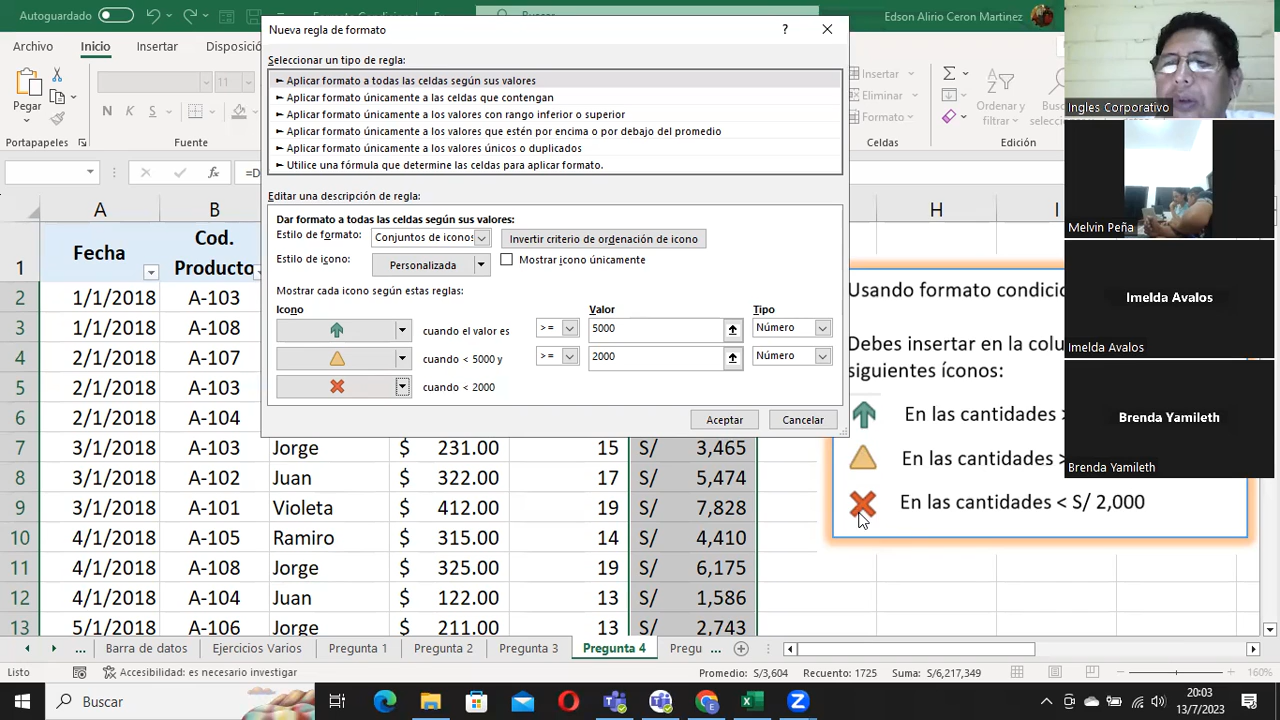 Autoguardado
Buscar
Edson Alirio Ceron Martinez
Archivo Inicio Insertar
Pegar
N K S
Portapapeles
Fuente
Insertar
Eliminar
Formato
Celdas
Ordenar y
filtrar
Edición
Nueva regla de formato
?
Seleccionar un tipo de regla:
► Aplicar formato a todas las celdas según sus valores
► Aplicar formato únicamente a las celdas que contengan
► Aplicar formato únicamente a los valores con rango inferior o superior
► Aplicar formato únicamente a los valores que estén por encima o por debajo del promedio
► Aplicar formato únicamente a los valores únicos o duplicados
► Utilice una fórmula que determine las celdas para aplicar formato.
Editar una descripción de regla:
Dar formato a todas las celdas según sus valores:
Estilo de formato: Conjuntos de iconos Invertir criterio de ordenación de icono
Estilo de icono: Personalizada Mostrar icono únicamente
Mostrar cada icono según estas reglas:
Icono Valor Tipo
cuando el valor es >= 5000 Número
cuando < 5000 y >= 2000 Número
cuando < 2000
Aceptar Cancelar
Ingles Corporativo
Melvin Peña
Imelda Avalos
Imelda Avalos
Brenda Yamileth
Brenda Yamileth
A B H I
1 Fecha Cod. Producto
2 1/1/2018 A-103
3 1/1/2018 A-108
4 2/1/2018 A-107
5 2/1/2018 A-103
6 2/1/2018 A-104
7 3/1/2018 A-103 Jorge $ 231.00 15 S/ 3,465
8 3/1/2018 A-102 Juan $ 322.00 17 S/ 5,474
9 3/1/2018 A-101 Violeta $ 412.00 19 S/ 7,828
10 4/1/2018 A-105 Ramiro $ 315.00 14 S/ 4,410
11 4/1/2018 A-108 Jorge $ 325.00 19 S/ 6,175
12 4/1/2018 A-104 Juan $ 122.00 13 S/ 1,586
13 5/1/2018 A-106 Jorge $ 211.00 13 S/ 2,743
Usando formato
Debes insertar en la
siguientes íconos:
En las cantidades >
En las cantidades >
En las cantidades < S/ 2,000
... Barra de datos Ejercicios Varios Pregunta 1 Pregunta 2 Pregunta 3 Pregunta 4 ...
Listo Accesibilidad: es necesario investigar Promedio: S/3,604 Recuento: 1725 Suma: S/6,217,349 160%
Buscar
20:03
13/7/2023